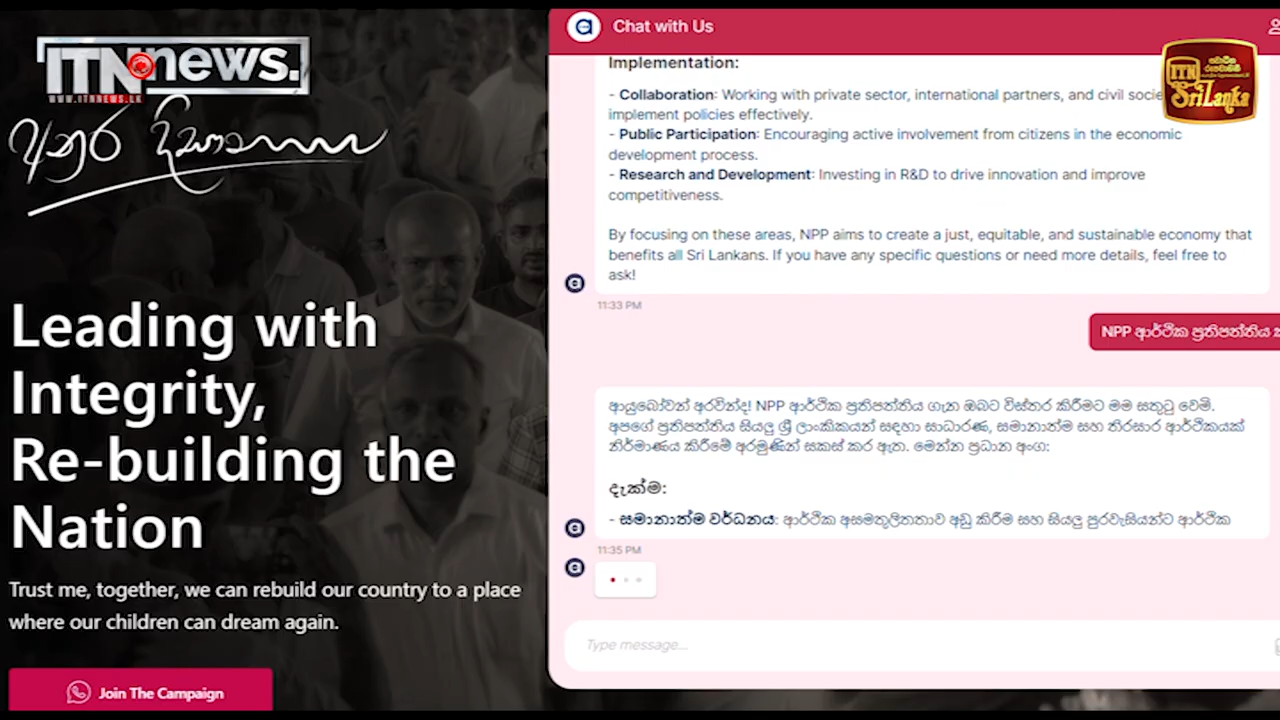 ITN news.
WWW.ITNNEWS.LK
අනුර දිසානායක
Leading with
Integrity,
Re-building the
Nation
Trust me, together, we can rebuild our country to a place
where our children can dream again.
Join The Campaign
Chat with Us
ITN
Sri Lanka
Implementation:
- Collaboration: Working with private sector, international partners, and civil socie
implement policies effectively.
- Public Participation: Encouraging active involvement from citizens in the economic
development process.
- Research and Development: Investing in R&D to drive innovation and improve
competitiveness.
By focusing on these areas, NPP aims to create a just, equitable, and sustainable economy that
benefits all Sri Lankans. If you have any specific questions or need more details, feel free to
ask!
11:33 PM
NPP ආර්ථික ප්‍රතිපත්තිය
ආයුබෝවන් අරවින්ද! NPP ආර්ථික ප්‍රතිපත්තිය ගැන ඔබට විස්තර කිරීමට මම සතුටු වෙමි.
අපගේ ප්‍රතිපත්තිය සියලු ශ්‍රී ලාංකිකයන් සඳහා සාධාරණ, සමානාත්ම සහ තිරසාර ආර්ථිකයක්
නිර්මාණය කිරීමේ අරමුණින් සකස් කර ඇත. මෙන්න ප්‍රධාන අංග:
දැක්ම:
- සමානාත්ම වර්ධනය: ආර්ථික අසමතුලිතතාව අඩු කිරීම සහ සියලු පුරවැසියන්ට ආර්ථික
11:35 PM
Type message...